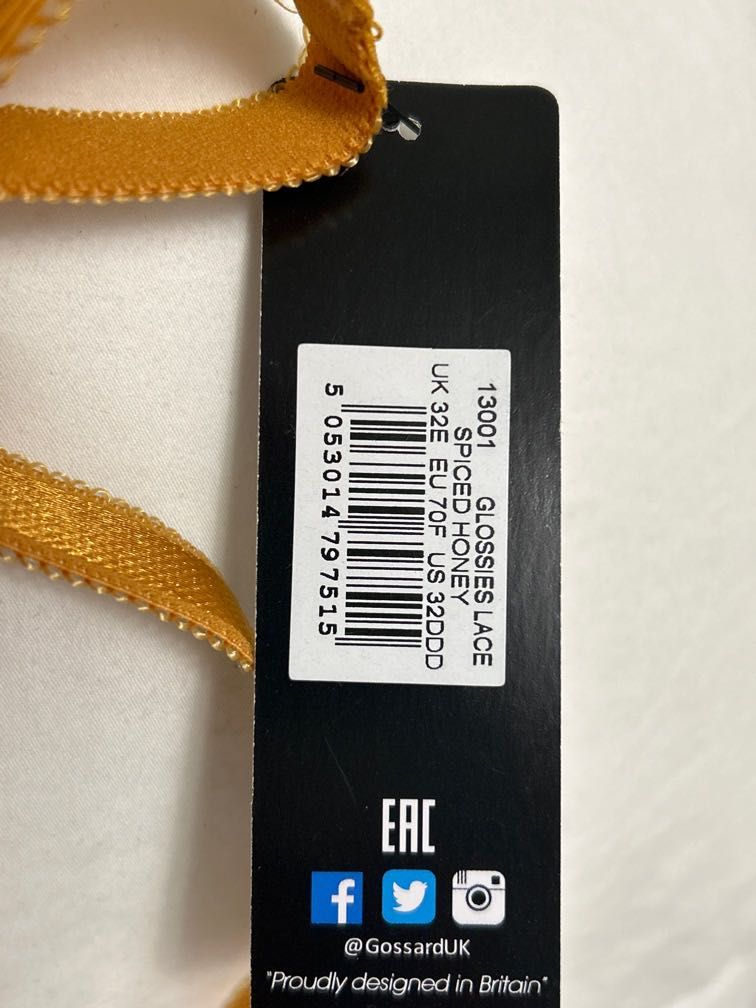 13001 GLOSSIES LACE
SPICED HONEY
UK 32E EU 70F US 32DDD
5 053014 797515
EAC
@GossardUK
"Proudly designed in Britain"